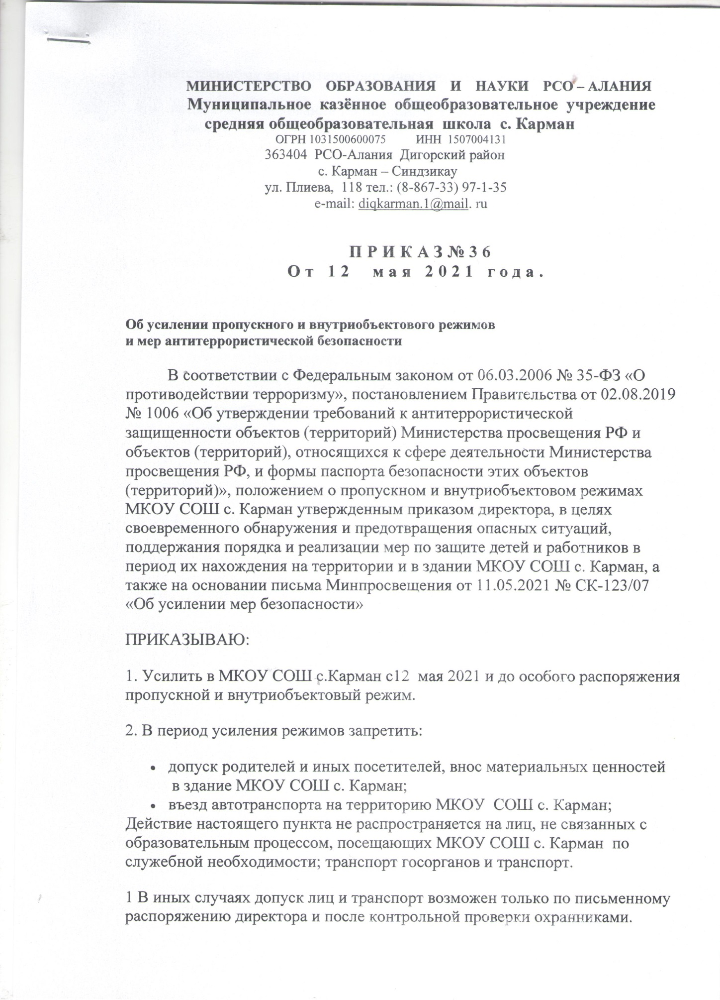 МИНИСТЕРСТВО ОБРАЗОВАНИЯ И НАУКИ РСО – АЛАНИЯ
Муниципальное казённое общеобразовательное учреждение
средняя общеобразовательная школа с. Карман
ОГРН 1031500600075 ИНН 1507004131
363404 РСО-Алания Дигорский район
с. Карман – Синдзикау
ул. Плиева, 118 тел.: (8-867-33) 97-1-35
e-mail: diqkarman.1@mail. ru
П Р И К А З № 3 6
О т 1 2 м а я 2 0 2 1 г о д а .
Об усилении пропускного и внутриобъектового режимов
и мер антитеррористической безопасности
В соответствии с Федеральным законом от 06.03.2006 № 35-ФЗ «О
противодействии терроризму», постановлением Правительства от 02.08.2019
№ 1006 «Об утверждении требований к антитеррористической
защищенности объектов (территорий) Министерства просвещения РФ и
объектов (территорий), относящихся к сфере деятельности Министерства
просвещения РФ, и формы паспорта безопасности этих объектов
(территорий)», положением о пропускном и внутриобъектовом режимах
МКОУ СОШ с. Карман утвержденным приказом директора, в целях
своевременного обнаружения и предотвращения опасных ситуаций,
поддержания порядка и реализации мер по защите детей и работников в
период их нахождения на территории и в здании МКОУ СОШ с. Карман, а
также на основании письма Минпросвещения от 11.05.2021 № СК-123/07
«Об усилении мер безопасности»
ПРИКАЗЫВАЮ:
1. Усилить в МКОУ СОШ с.Карман с12 мая 2021 и до особого распоряжения
пропускной и внутриобъектовый режим.
2. В период усиления режимов запретить:
• допуск родителей и иных посетителей, внос материальных ценностей
в здание МКОУ СОШ с. Карман;
• въезд автотранспорта на территорию МКОУ СОШ с. Карман;
Действие настоящего пункта не распространяется на лиц, не связанных с
образовательным процессом, посещающих МКОУ СОШ с. Карман по
служебной необходимости; транспорт госорганов и транспорт.
1 В иных случаях допуск лиц и транспорт возможен только по письменному
распоряжению директора и после контрольной проверки охранниками.